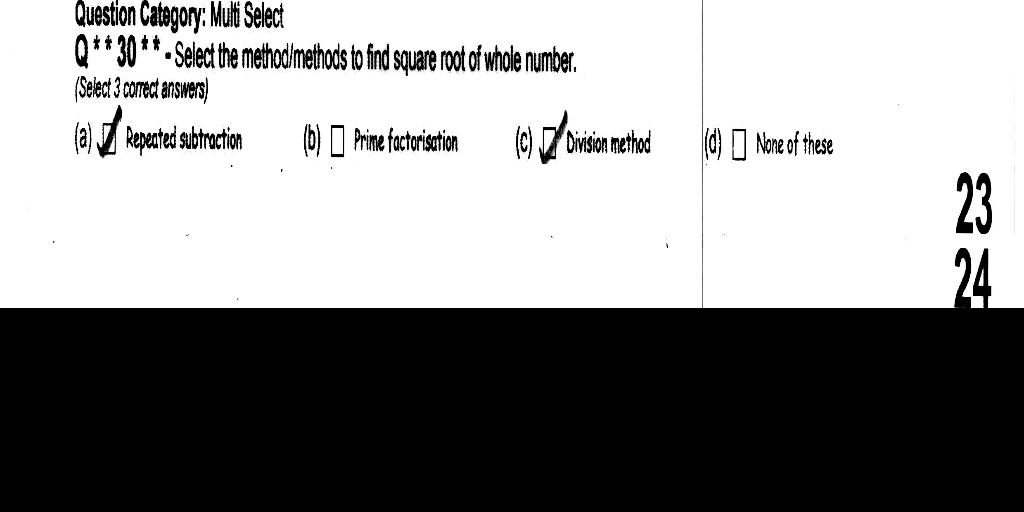 Question Category: Multi Select
Q * * 30 * * - Select the method/methods to find square root of whole number.
(Select 3 correct answers)
(a) ☑ Repeated subtraction (b) ☐ Prime factorisation (c) ☑ Division method (d) ☐ None of these
23
24